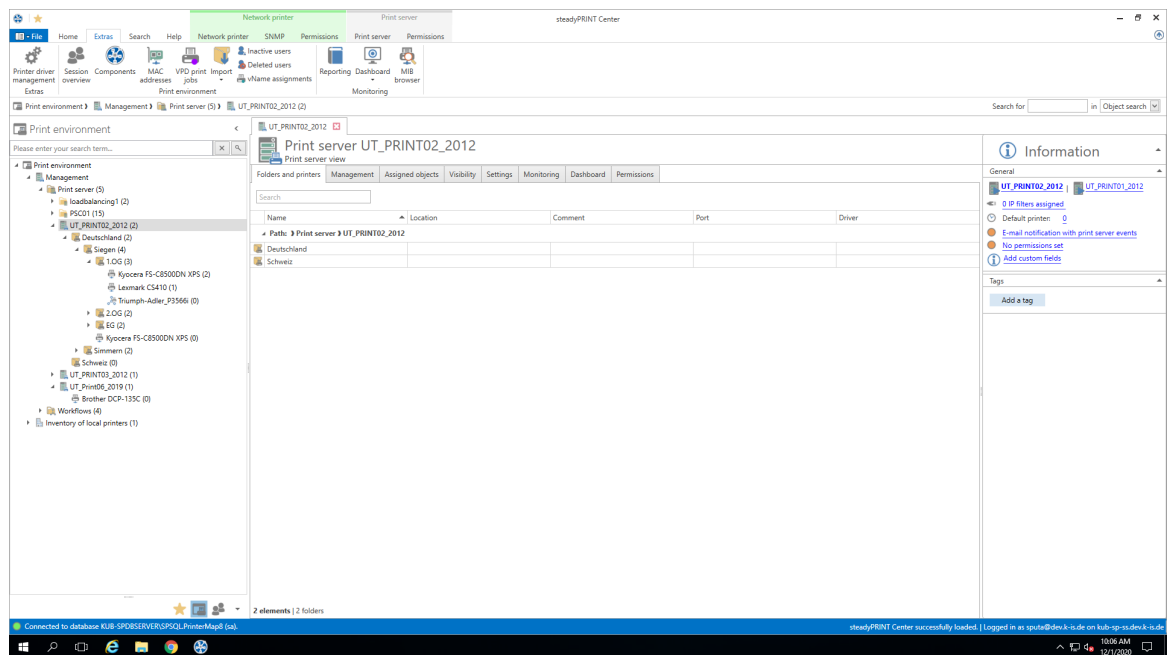 Network printer Print server steadyPRINT Center
File Home Extras Search Help Network printer SNMP Permissions Print server Permissions
Printer driver management Session overview Components MAC addresses VPD print jobs Import Inactive users Deleted users vName assignments Reporting Dashboard MIB browser
Extras Print environment Monitoring
Print environment Management Print server (5) UT_PRINT02_2012 (2) Search for in Object search
Print environment
Please enter your search term...
Print environment
Management
Print server (5)
loadbalancing1 (2)
PSC01 (15)
UT_PRINT02_2012 (2)
Deutschland (2)
Siegen (4)
1.OG (3)
Kyocera FS-C8500DN XPS (2)
Lexmark CS410 (1)
Triumph-Adler_P3566i (0)
2.OG (2)
EG (2)
Kyocera FS-C8500DN XPS (0)
Simmern (2)
Schweiz (0)
UT_PRINT03_2012 (1)
UT_Print06_2019 (1)
Brother DCP-135C (0)
Workflows (4)
Inventory of local printers (1)
UT_PRINT02_2012
Print server UT_PRINT02_2012
Print server view
Folders and printers Management Assigned objects Visibility Settings Monitoring Dashboard Permissions
Search
Name Location Comment Port Driver
Path: Print server UT_PRINT02_2012
Deutschland
Schweiz
2 elements | 2 folders
Information
General
UT_PRINT02_2012 | UT_PRINT01_2012
0 IP filters assigned
Default printer: 0
E-mail notification with print server events
No permissions set
Add custom fields
Tags
Add a tag
Connected to database KUB-SPDBSERVER\SPSQL.PrinterMap8 (sa). steadyPRINT Center successfully loaded. | Logged in as sputa@dev.k-is.de on kub-sp-ss.dev.k-is.de
10:06 AM
12/1/2020